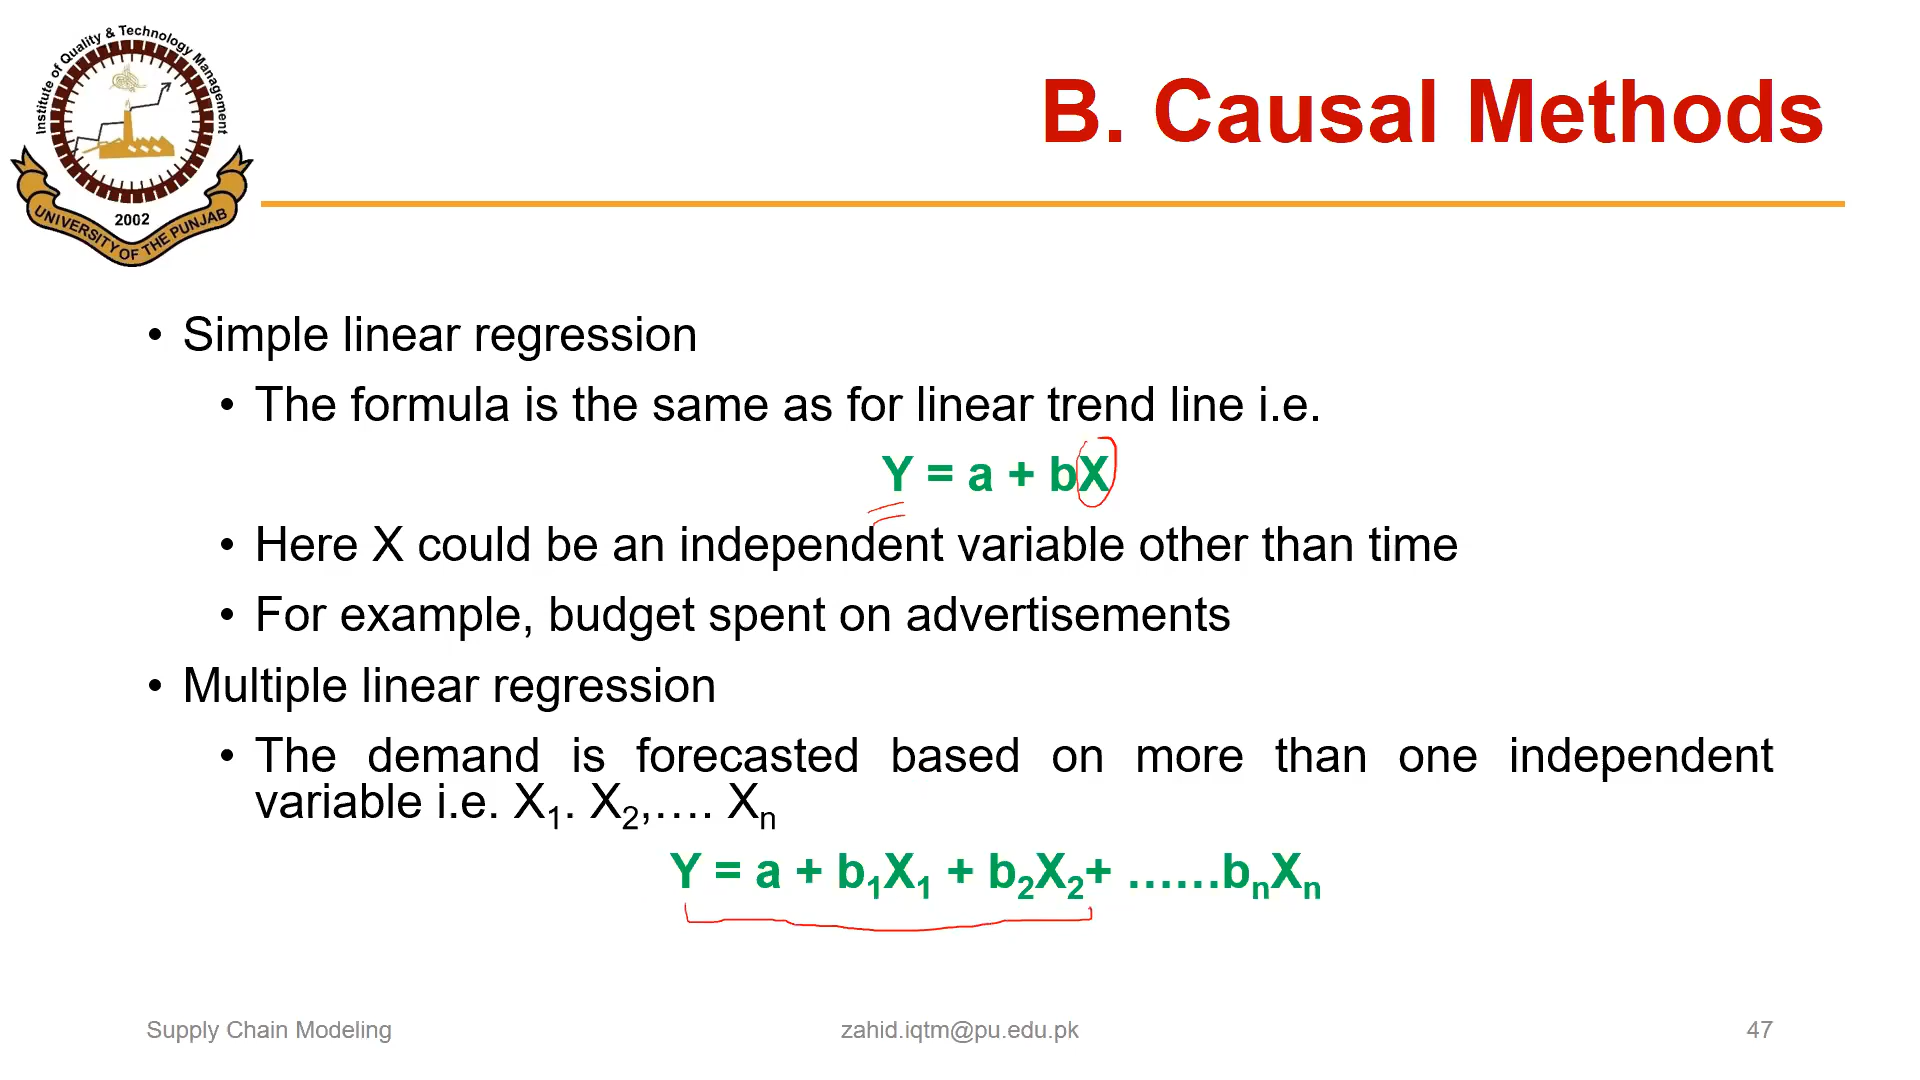 Institute of Quality & Technology Management
2002
UNIVERSITY OF THE PUNJAB
B. Causal Methods
• Simple linear regression
• The formula is the same as for linear trend line i.e.
Y = a + bX
• Here X could be an independent variable other than time
• For example, budget spent on advertisements
• Multiple linear regression
• The demand is forecasted based on more than one independent
variable i.e. X₁. X₂,…. Xₙ
Y = a + b₁X₁ + b₂X₂+ ……bₙXₙ
Supply Chain Modeling
zahid.iqtm@pu.edu.pk
47